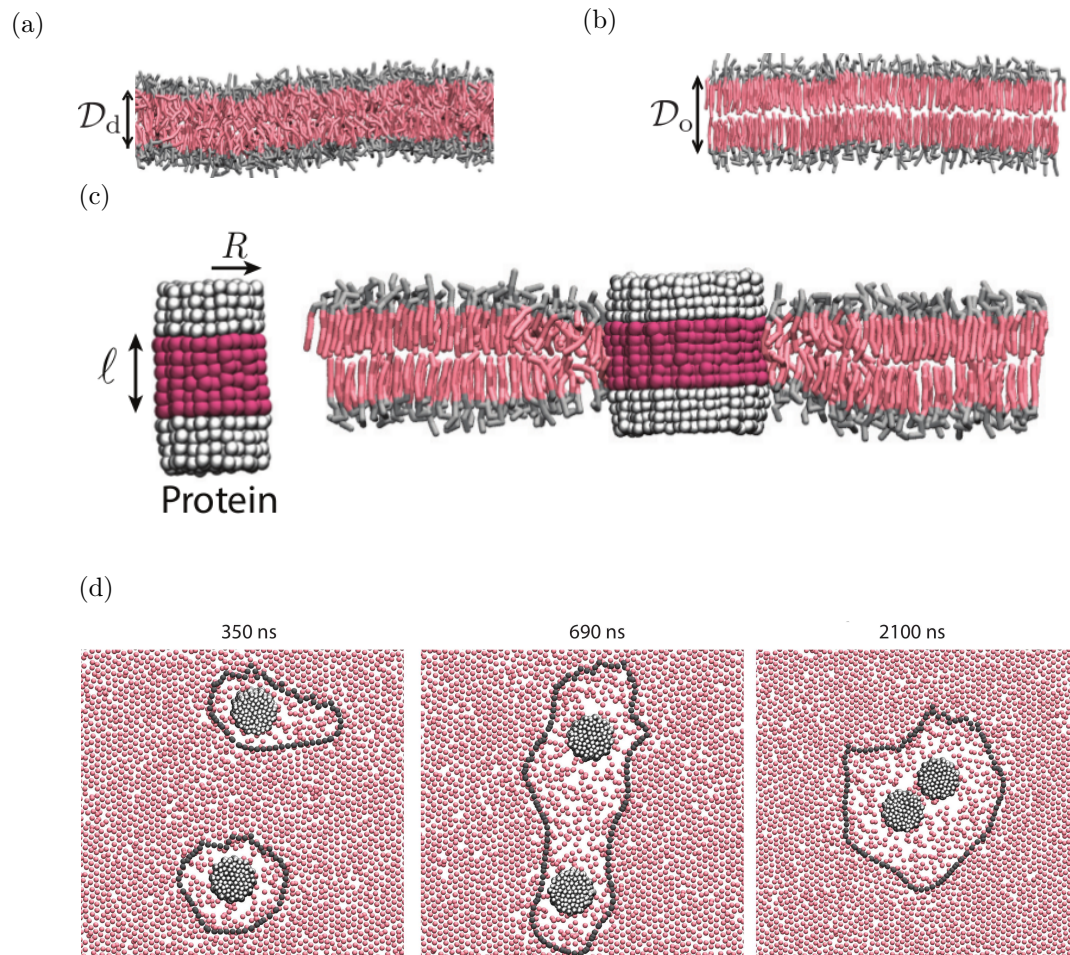 (a)
(b)
𝒟d
𝒟o
(c)
R
ℓ
Protein
(d)
350 ns
690 ns
2100 ns